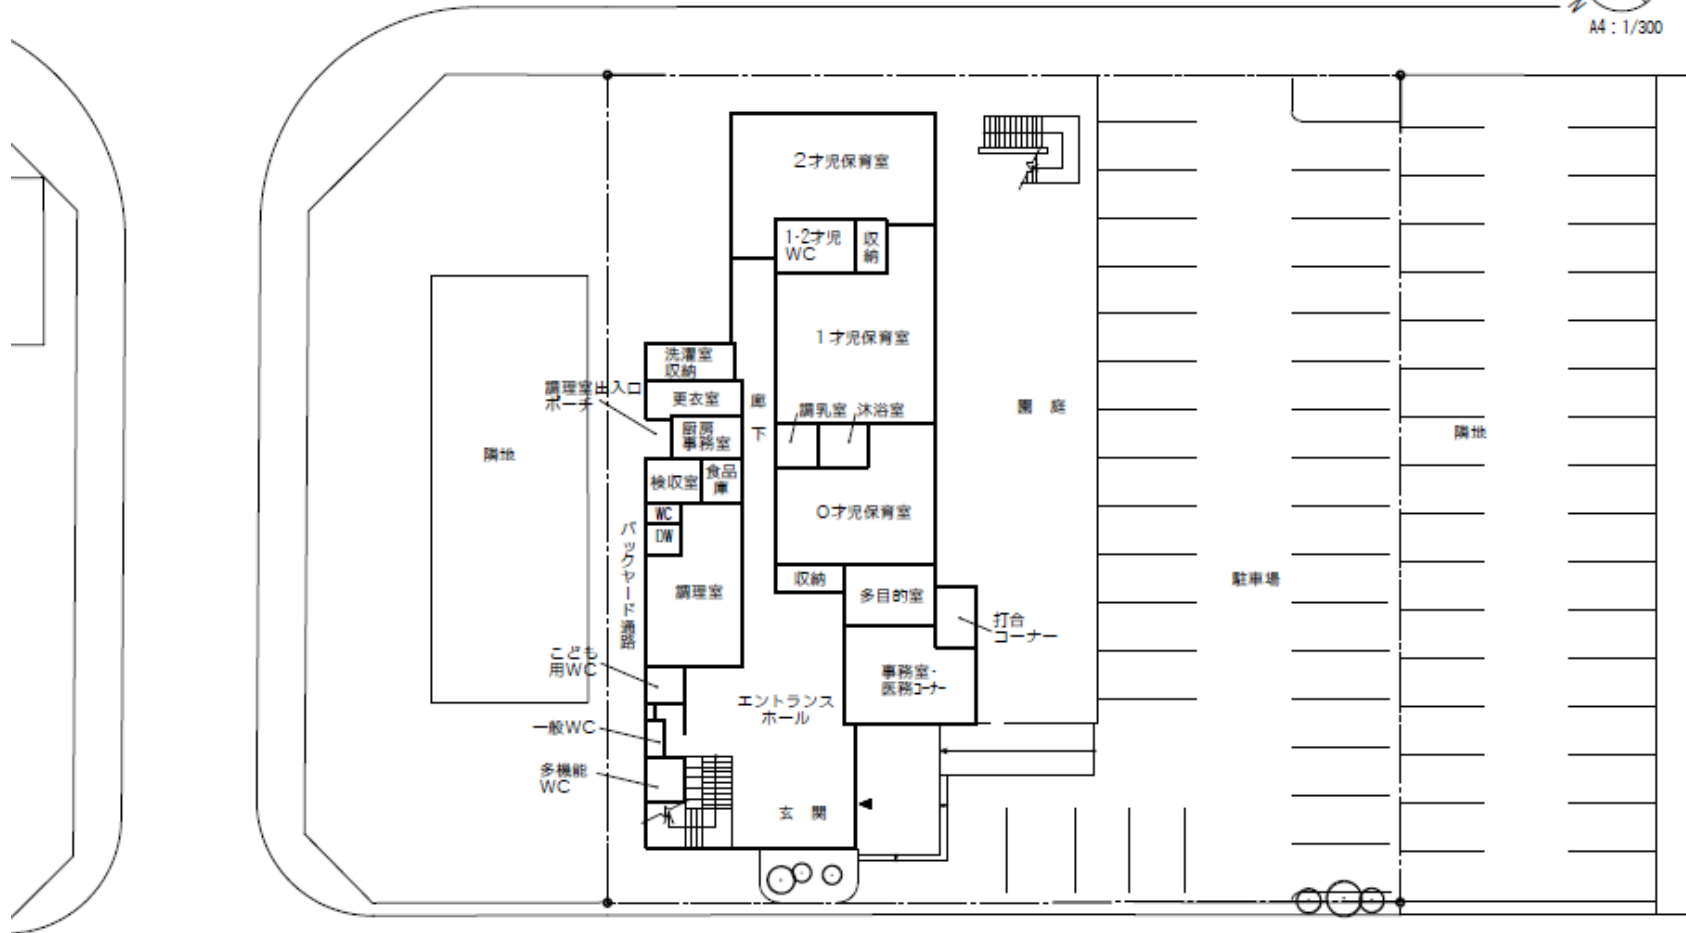 N
A4：1/300
2才児保育室
1-2才児
WC
収
納
1才児保育室
洗濯室
収納
調理室出入口
ポーチ
更衣室
廊
下
調乳室
沐浴室
園　庭
厨房
事務室
隣地
隣地
検収室
食品
庫
WC
DW
O才児保育室
バックヤード通路
調理室
収納
多目的室
駐車場
打合
コーナー
こども
用WC
事務室・
医務コーナー
エントランス
ホール
一般WC
多機能
WC
玄　関